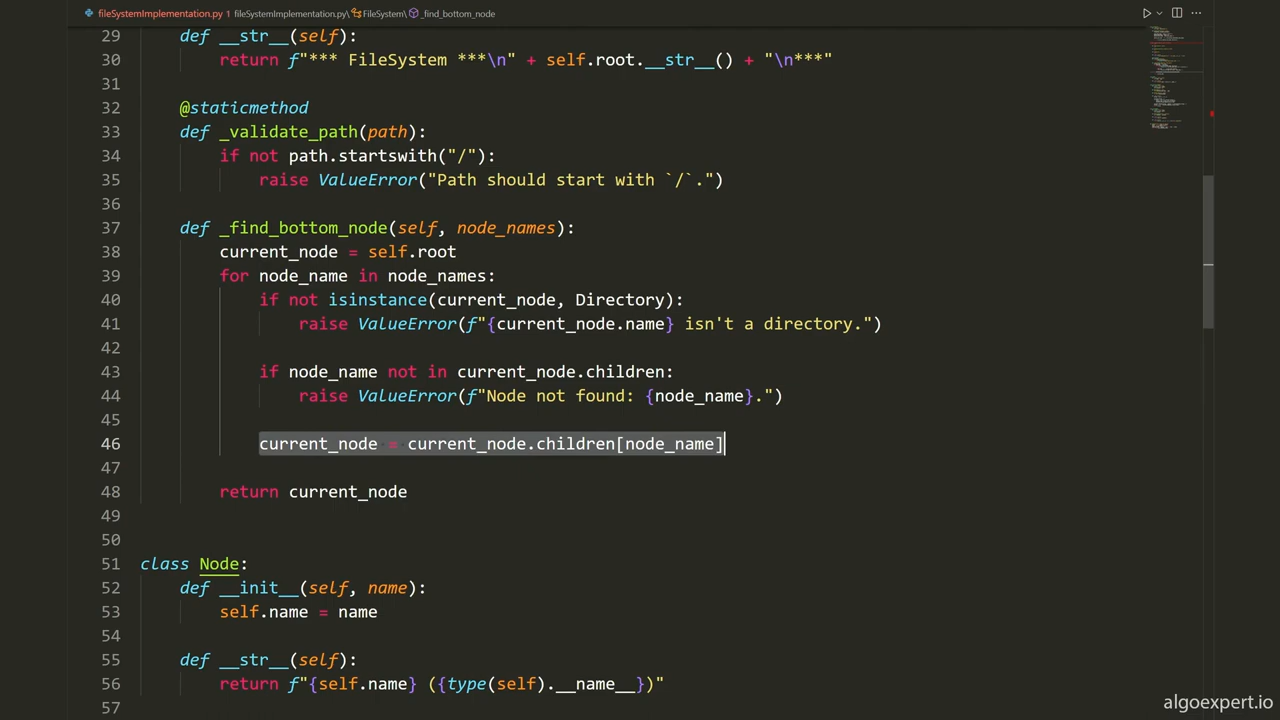 fileSystemImplementation.py 1 fileSystemImplementation.py\FileSystem\_find_bottom_node
29 def __str__(self):
30 return f"*** FileSystem ***\n" + self.root.__str__() + "\n***"
31
32 @staticmethod
33 def _validate_path(path):
34 if not path.startswith("/"):
35 raise ValueError("Path should start with `/`.")
36
37 def _find_bottom_node(self, node_names):
38 current_node = self.root
39 for node_name in node_names:
40 if not isinstance(current_node, Directory):
41 raise ValueError(f"{current_node.name} isn't a directory.")
42
43 if node_name not in current_node.children:
44 raise ValueError(f"Node not found: {node_name}.")
45
46 current_node = current_node.children[node_name]
47
48 return current_node
49
50
51 class Node:
52 def __init__(self, name):
53 self.name = name
54
55 def __str__(self):
56 return f"{self.name} ({type(self).__name__})"
57
algoexpert.io